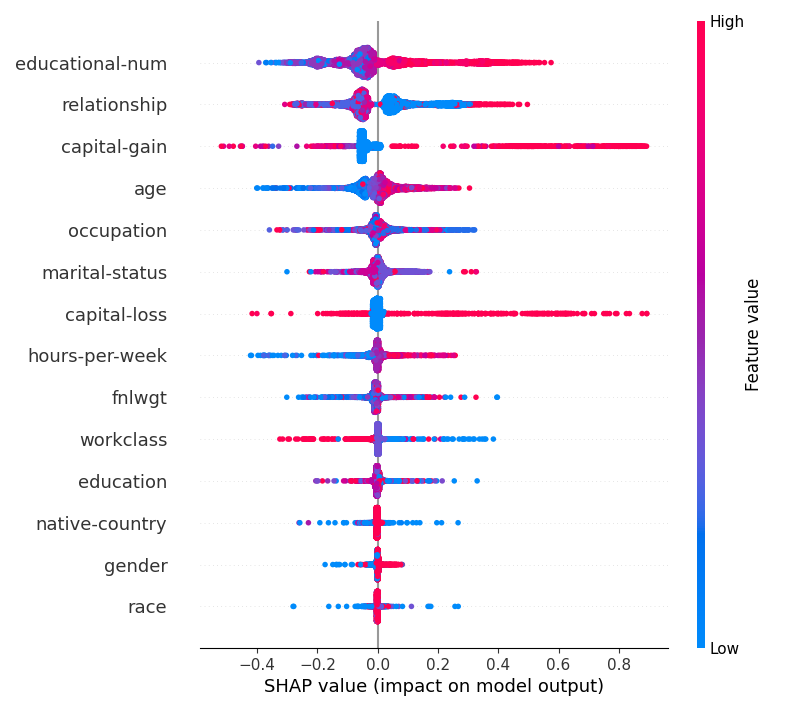 High
educational-num
relationship
capital-gain
age
occupation
marital-status
capital-loss
hours-per-week
fnlwgt
workclass
education
native-country
gender
race
Feature value
Low
−0.4 −0.2 0.0 0.2 0.4 0.6 0.8
SHAP value (impact on model output)